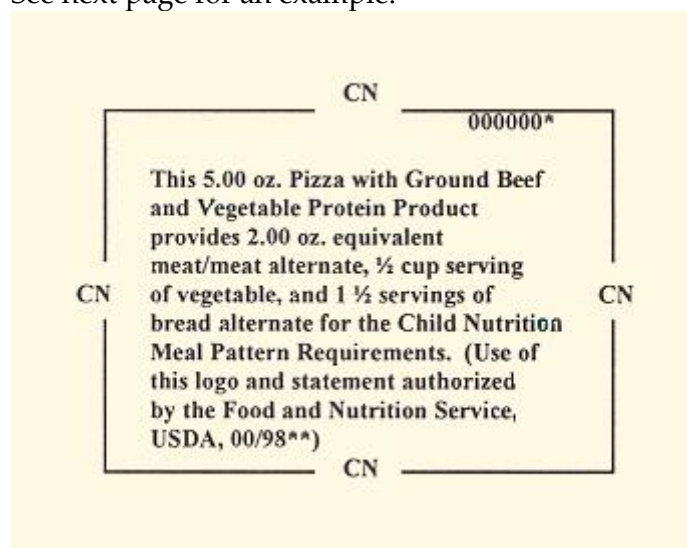 See next page for an example.
CN
000000*
This 5.00 oz. Pizza with Ground Beef
and Vegetable Protein Product
provides 2.00 oz. equivalent
meat/meat alternate, ½ cup serving
CN
of vegetable, and 1 ½ servings of
CN
bread alternate for the Child Nutrition
Meal Pattern Requirements. (Use of
this logo and statement authorized
by the Food and Nutrition Service,
USDA, 00/98**)
CN